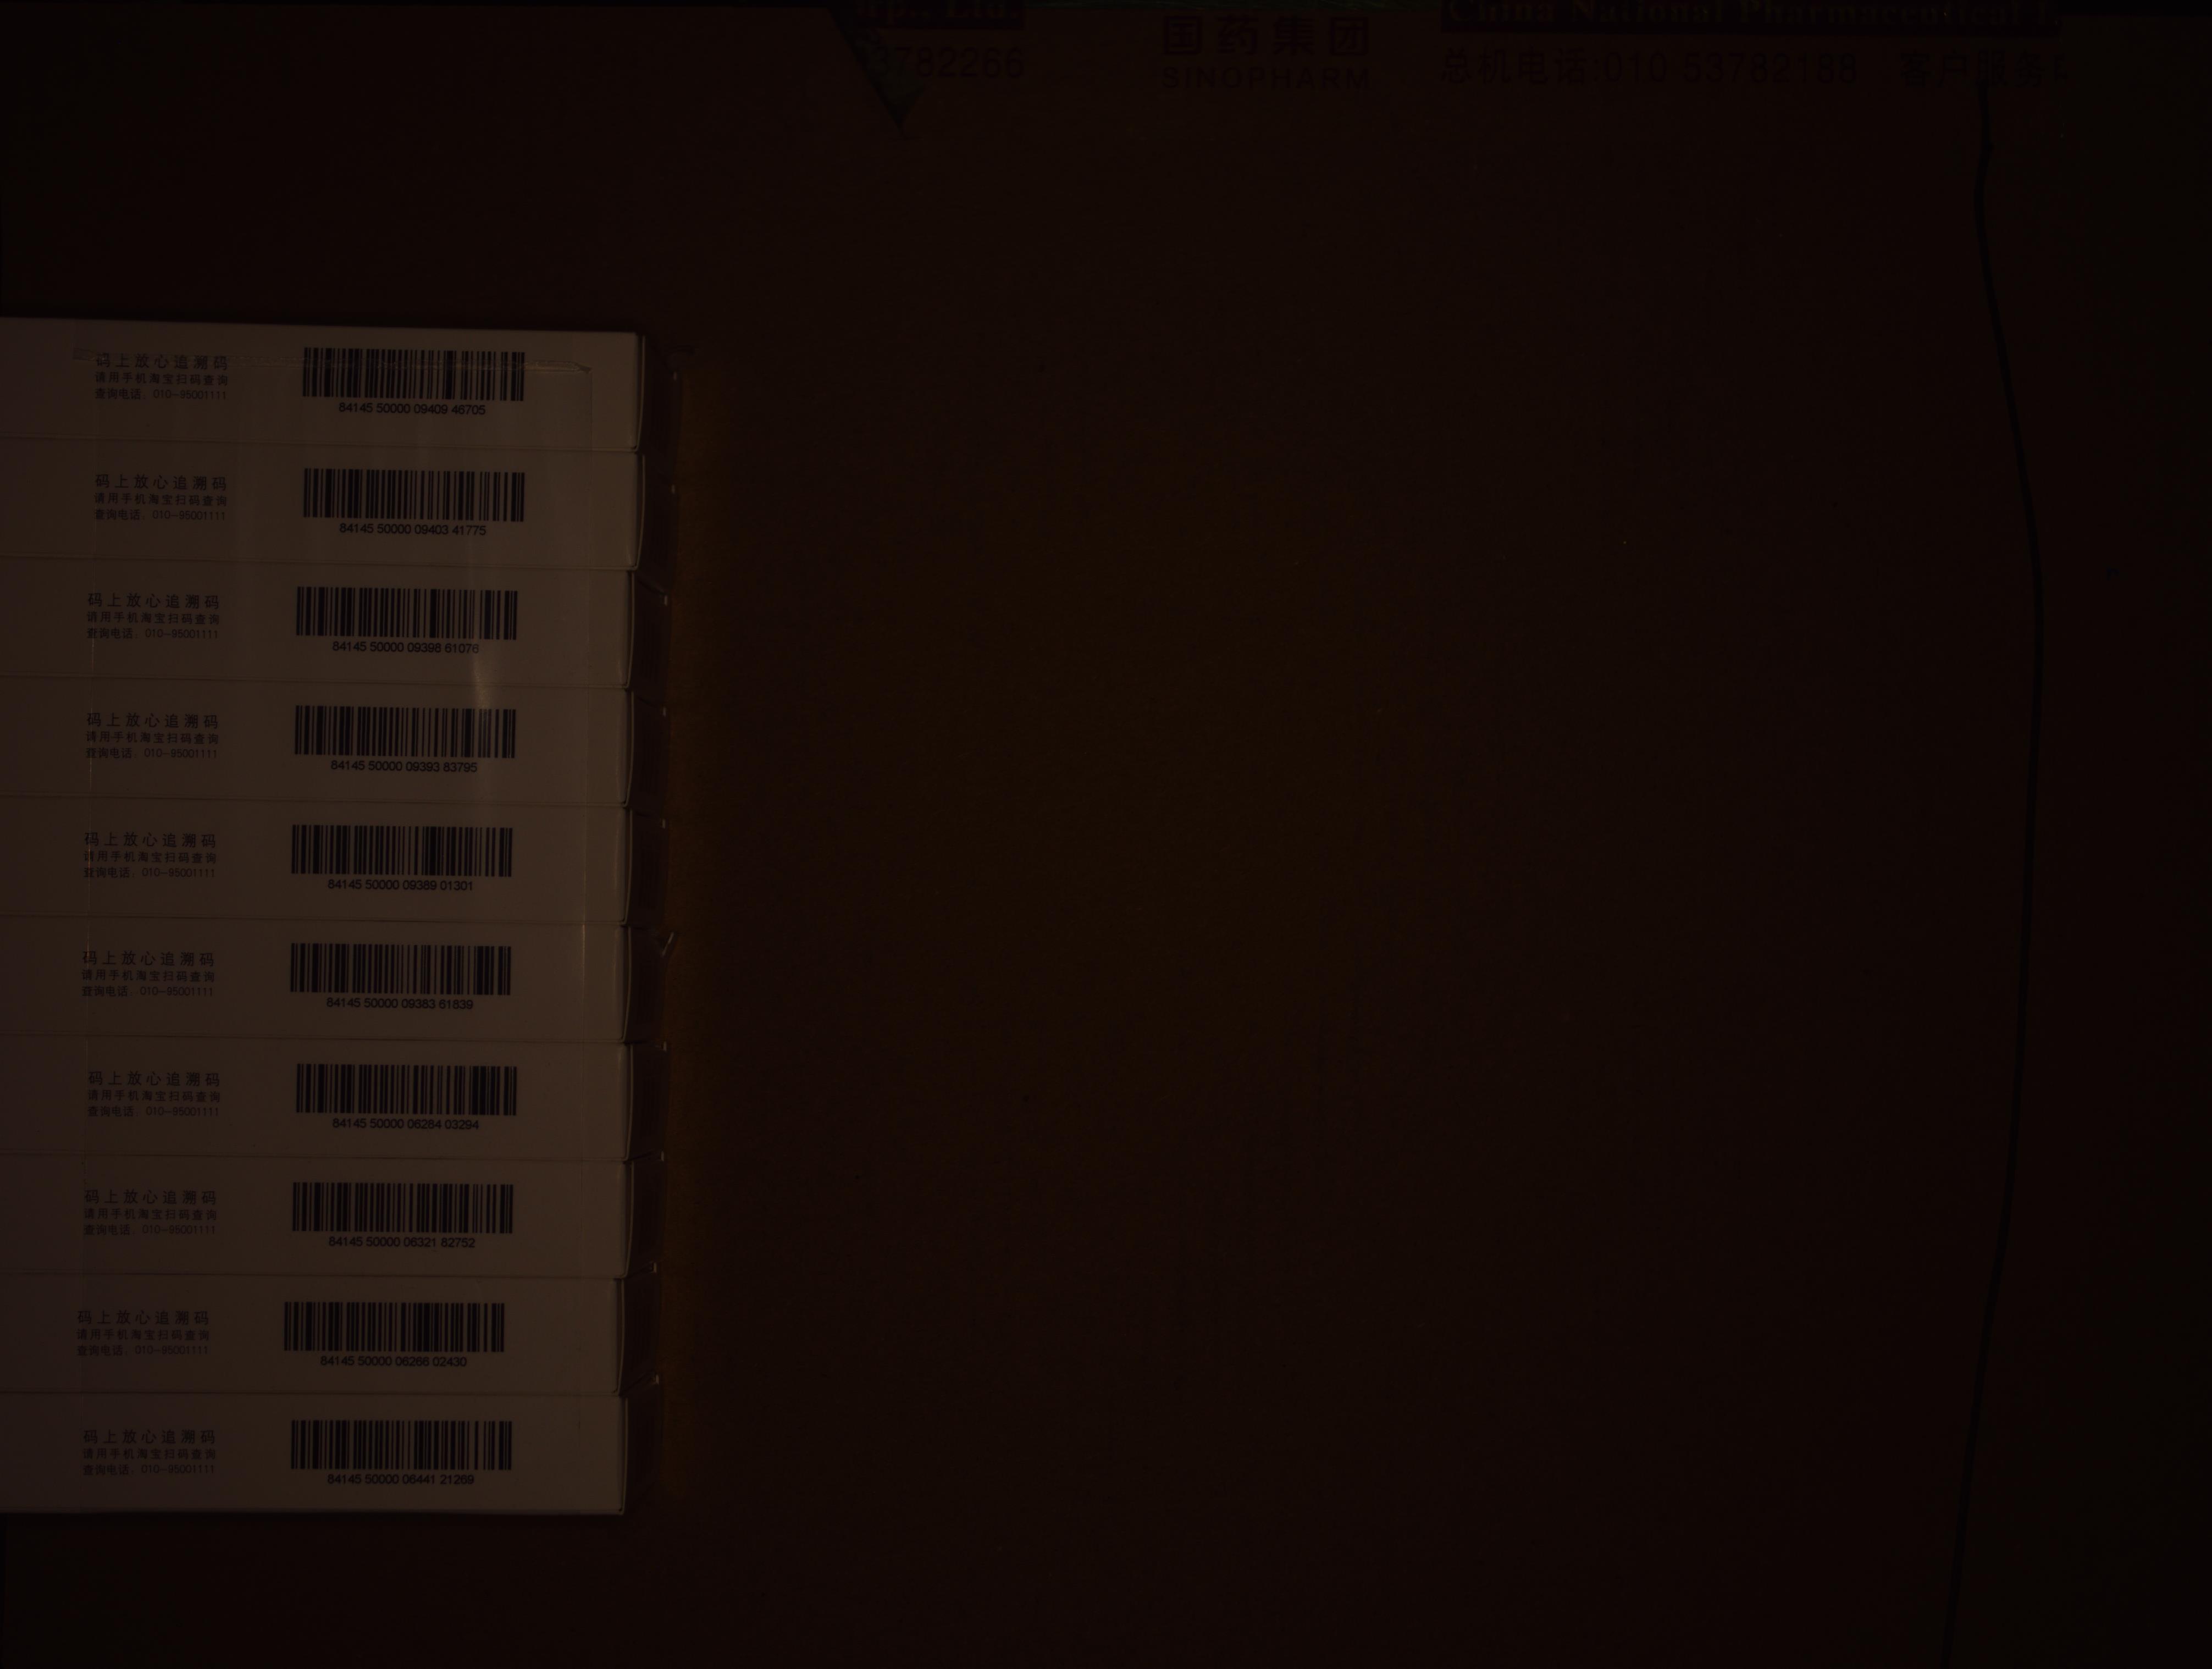 rp., Ltd.
国药集团
China National Pharmaceutical
3782266
SINOPHARM
总机电话:010-53782188
客户服务
码上放心追溯码
请用手机淘宝扫码查询
查询电话：010-95001111
84145 50000 09409 46705
码上放心追溯码
请用手机淘宝扫码查询
查询电话：010-95001111
84145 50000 09403 41775
码上放心追溯码
请用手机淘宝扫码查询
查询电话：010-95001111
84145 50000 09398 61076
码上放心追溯码
请用手机淘宝扫码查询
查询电话：010-95001111
84145 50000 09393 83795
码上放心追溯码
请用手机淘宝扫码查询
查询电话：010-95001111
84145 50000 09389 01301
码上放心追溯码
请用手机淘宝扫码查询
查询电话：010-95001111
84145 50000 09383 61839
码上放心追溯码
请用手机淘宝扫码查询
查询电话：010-95001111
84145 50000 06284 03294
码上放心追溯码
请用手机淘宝扫码查询
查询电话：010-95001111
84145 50000 06321 82752
码上放心追溯码
请用手机淘宝扫码查询
查询电话：010-95001111
84145 50000 06266 02430
码上放心追溯码
请用手机淘宝扫码查询
查询电话：010-95001111
84145 50000 06441 21269